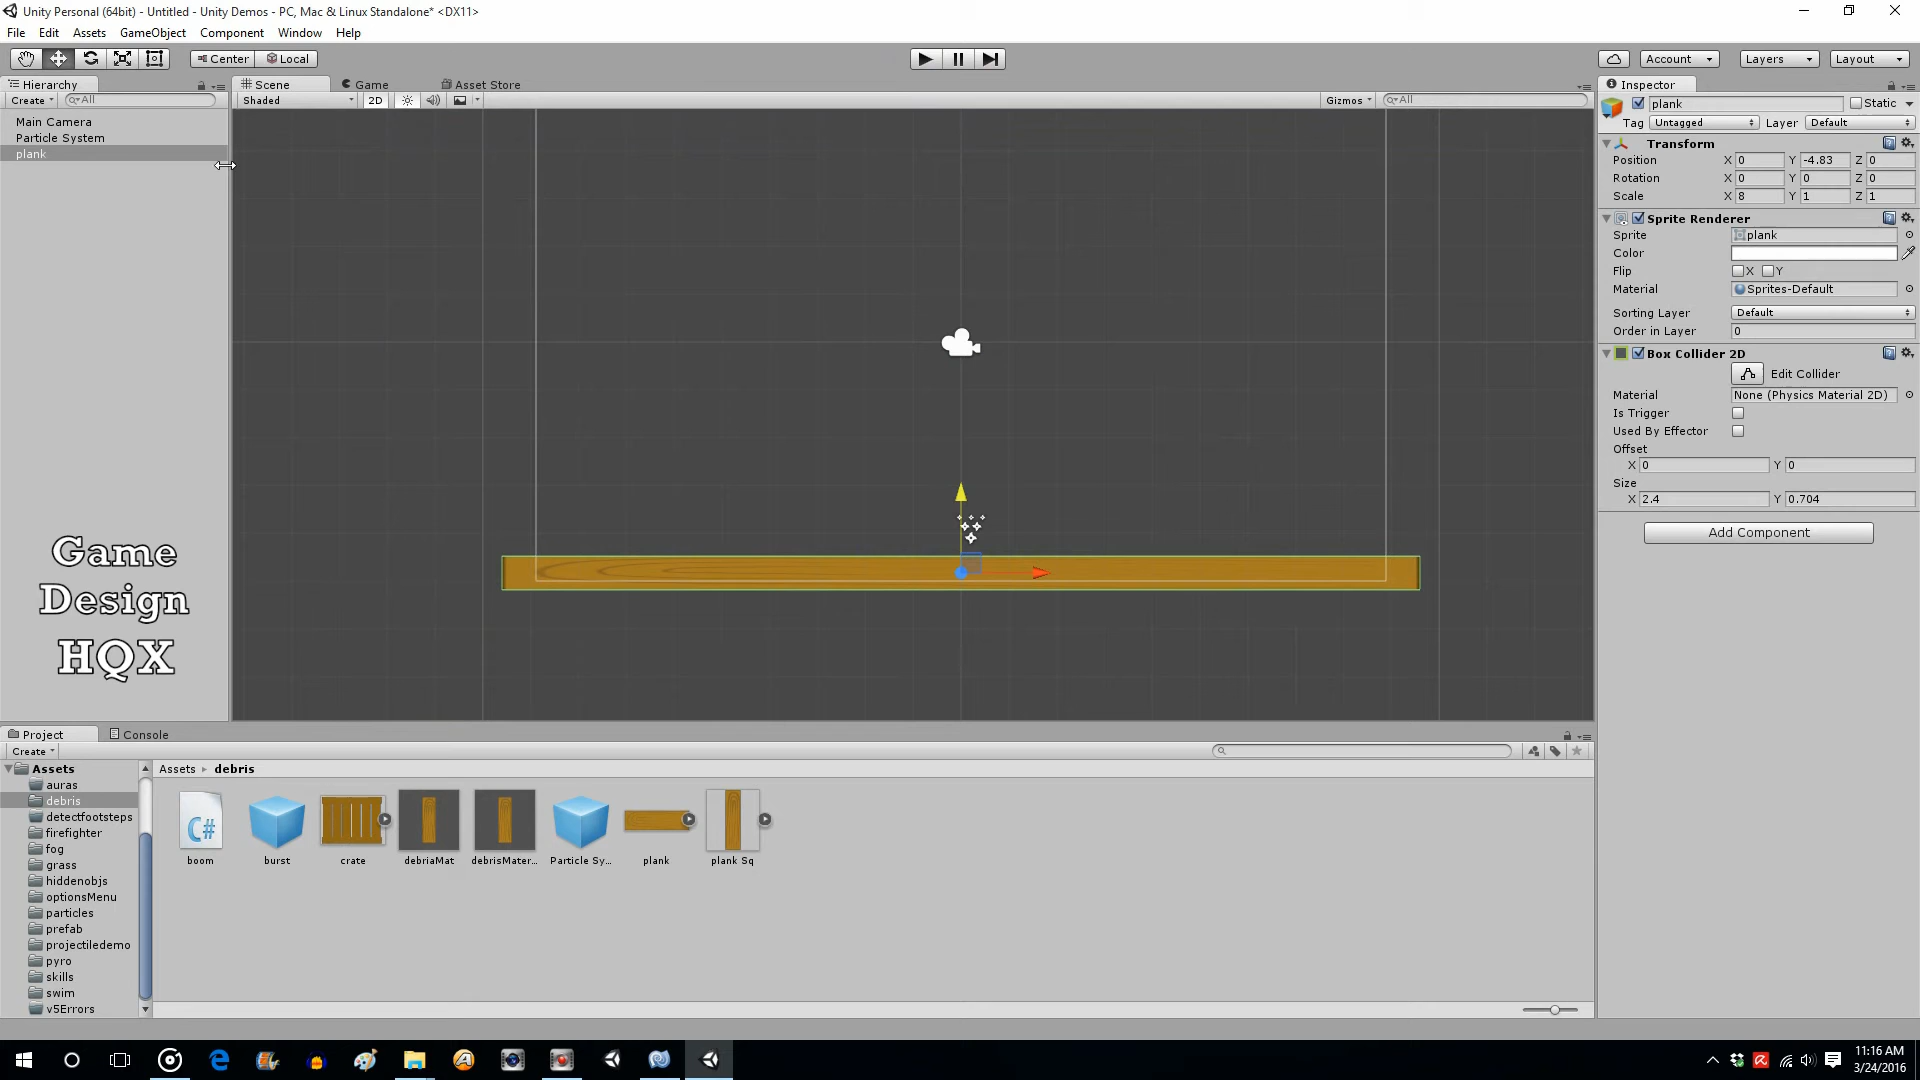 Unity Personal (64bit) - Untitled - Unity Demos - PC, Mac & Linux Standalone* <DX11>
File Edit Assets GameObject Component Window Help
Center Local Account Layers Layout
Hierarchy Scene Game Asset Store Inspector
Create All Shaded 2D Gizmos All plank Static
Main Camera
Particle System
plank
Tag Untagged Layer Default
Transform
Position X 0 Y -4.83 Z 0
Rotation X 0 Y 0 Z 0
Scale X 8 Y 1 Z 1
Sprite Renderer
Sprite plank
Color
Flip X Y
Material Sprites-Default
Sorting Layer Default
Order in Layer 0
Box Collider 2D
Edit Collider
Material None (Physics Material 2D)
Is Trigger
Used By Effector
Offset
X 0 Y 0
Size
X 2.4 Y 0.704
Add Component
Game
Design
HQX
Project Console
Create
Assets
auras
debris
detectfootsteps
firefighter
fog
grass
hiddenobjs
optionsMenu
particles
prefab
projectiledemo
pyro
skills
swim
v5Errors
Assets debris
C#
boom burst crate debriaMat debrisMater... Particle Sy... plank plank Sq
11:16 AM
3/24/2016